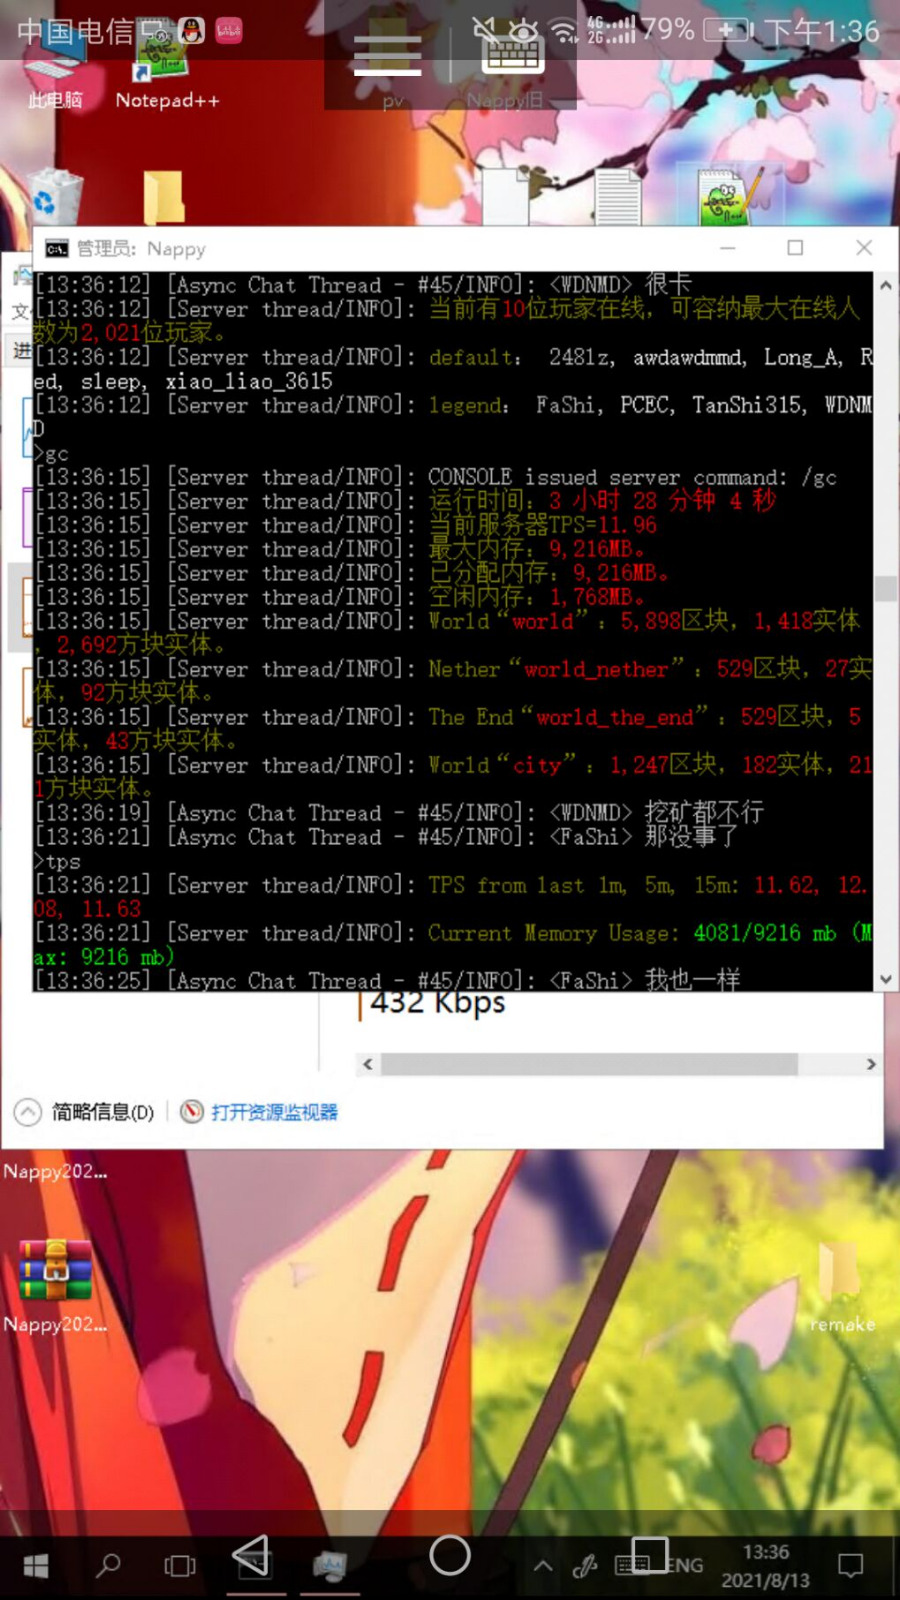 中国电信 4G 2G 79% 下午1:36
此电脑 Notepad++ pv Nappy旧
管理员: Nappy
文
进
[13:36:12] [Async Chat Thread - #45/INFO]: <WDNMD> 很卡
[13:36:12] [Server thread/INFO]: 当前有10位玩家在线，可容纳最大在线人
数为2,021位玩家。
[13:36:12] [Server thread/INFO]: default： 2481z, awdawdmmd, Long_A, R
ed, sleep, xiao_liao_3615
[13:36:12] [Server thread/INFO]: legend： FaShi, PCEC, TanShi315, WDNM
D
>gc
[13:36:15] [Server thread/INFO]: CONSOLE issued server command: /gc
[13:36:15] [Server thread/INFO]: 运行时间：3 小时 28 分钟 4 秒
[13:36:15] [Server thread/INFO]: 当前服务器TPS=11.96
[13:36:15] [Server thread/INFO]: 最大内存：9,216MB。
[13:36:15] [Server thread/INFO]: 已分配内存：9,216MB。
[13:36:15] [Server thread/INFO]: 空闲内存：1,768MB。
[13:36:15] [Server thread/INFO]: World“world”：5,898区块，1,418实体
，2,692方块实体。
[13:36:15] [Server thread/INFO]: Nether“world_nether”：529区块，27实
体，92方块实体。
[13:36:15] [Server thread/INFO]: The End“world_the_end”：529区块，5
实体，43方块实体。
[13:36:15] [Server thread/INFO]: World“city”：1,247区块，182实体，21
1方块实体。
[13:36:19] [Async Chat Thread - #45/INFO]: <WDNMD> 挖矿都不行
[13:36:21] [Async Chat Thread - #45/INFO]: <FaShi> 那没事了
>tps
[13:36:21] [Server thread/INFO]: TPS from last 1m, 5m, 15m: 11.62, 12.
08, 11.63
[13:36:21] [Server thread/INFO]: Current Memory Usage: 4081/9216 mb (M
ax: 9216 mb)
[13:36:25] [Async Chat Thread - #45/INFO]: <FaShi> 我也一样
432 Kbps
简略信息(D) 打开资源监视器
Nappy202...
Nappy202...
remake
ENG
13:36
2021/8/13